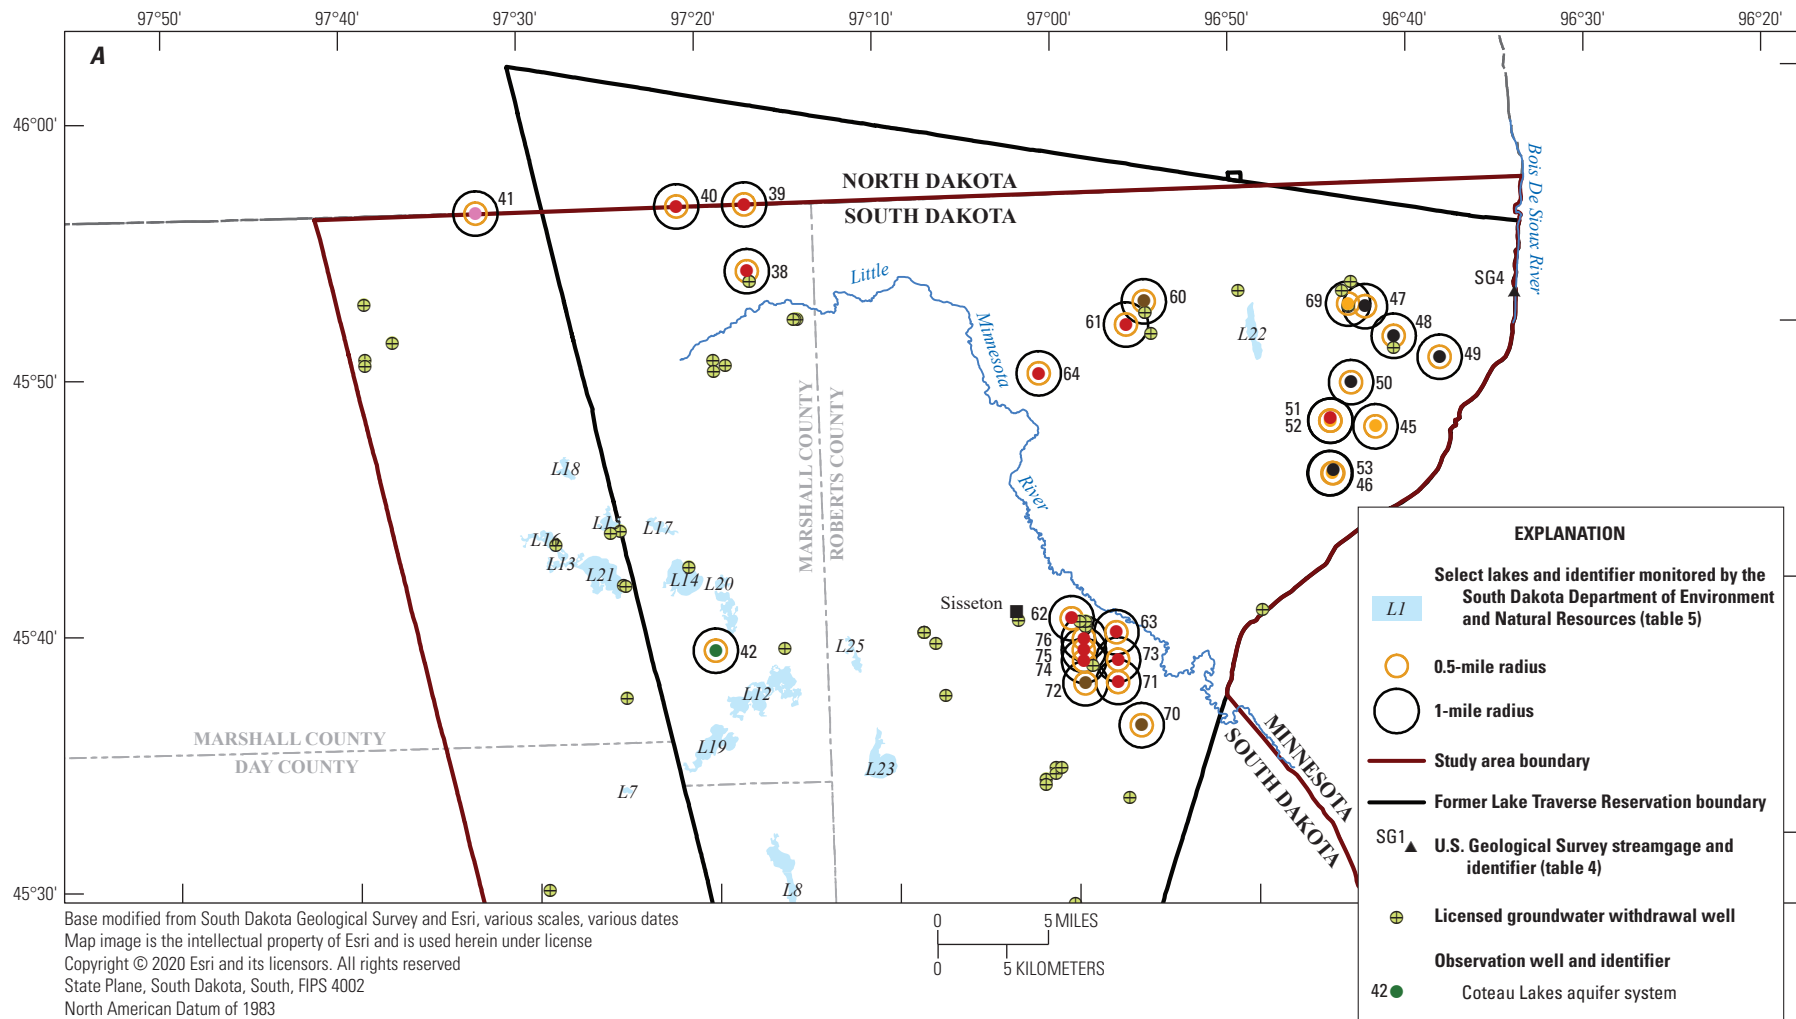 97°50' 97°40' 97°30' 97°20' 97°10' 97°00' 96°50' 96°40' 96°30' 96°20'
A
46°00'
45°50'
45°40'
45°30'
NORTH DAKOTA
SOUTH DAKOTA
Bois De Sioux River
SG4
41
40
39
38
Little
Minnesota
River
60
61
64
L22
69
47
48
49
50
51
52
45
53
46
MARSHALL COUNTY
ROBERTS COUNTY
L18
L15
L17
L16
L13
L21
L14
L20
Sisseton
62
63
76
75
74
73
72
71
70
42
L25
L12
L19
L23
MARSHALL COUNTY
DAY COUNTY
L7
L8
MINNESOTA
SOUTH DAKOTA
EXPLANATION
L1
Select lakes and identifier monitored by the
South Dakota Department of Environment
and Natural Resources (table 5)
0.5-mile radius
1-mile radius
Study area boundary
Former Lake Traverse Reservation boundary
SG1 U.S. Geological Survey streamgage and
identifier (table 4)
Licensed groundwater withdrawal well
Observation well and identifier
42 Coteau Lakes aquifer system
Base modified from South Dakota Geological Survey and Esri, various scales, various dates
Map image is the intellectual property of Esri and is used herein under license
Copyright © 2020 Esri and its licensors. All rights reserved
State Plane, South Dakota, South, FIPS 4002
North American Datum of 1983
0 5 MILES
0 5 KILOMETERS